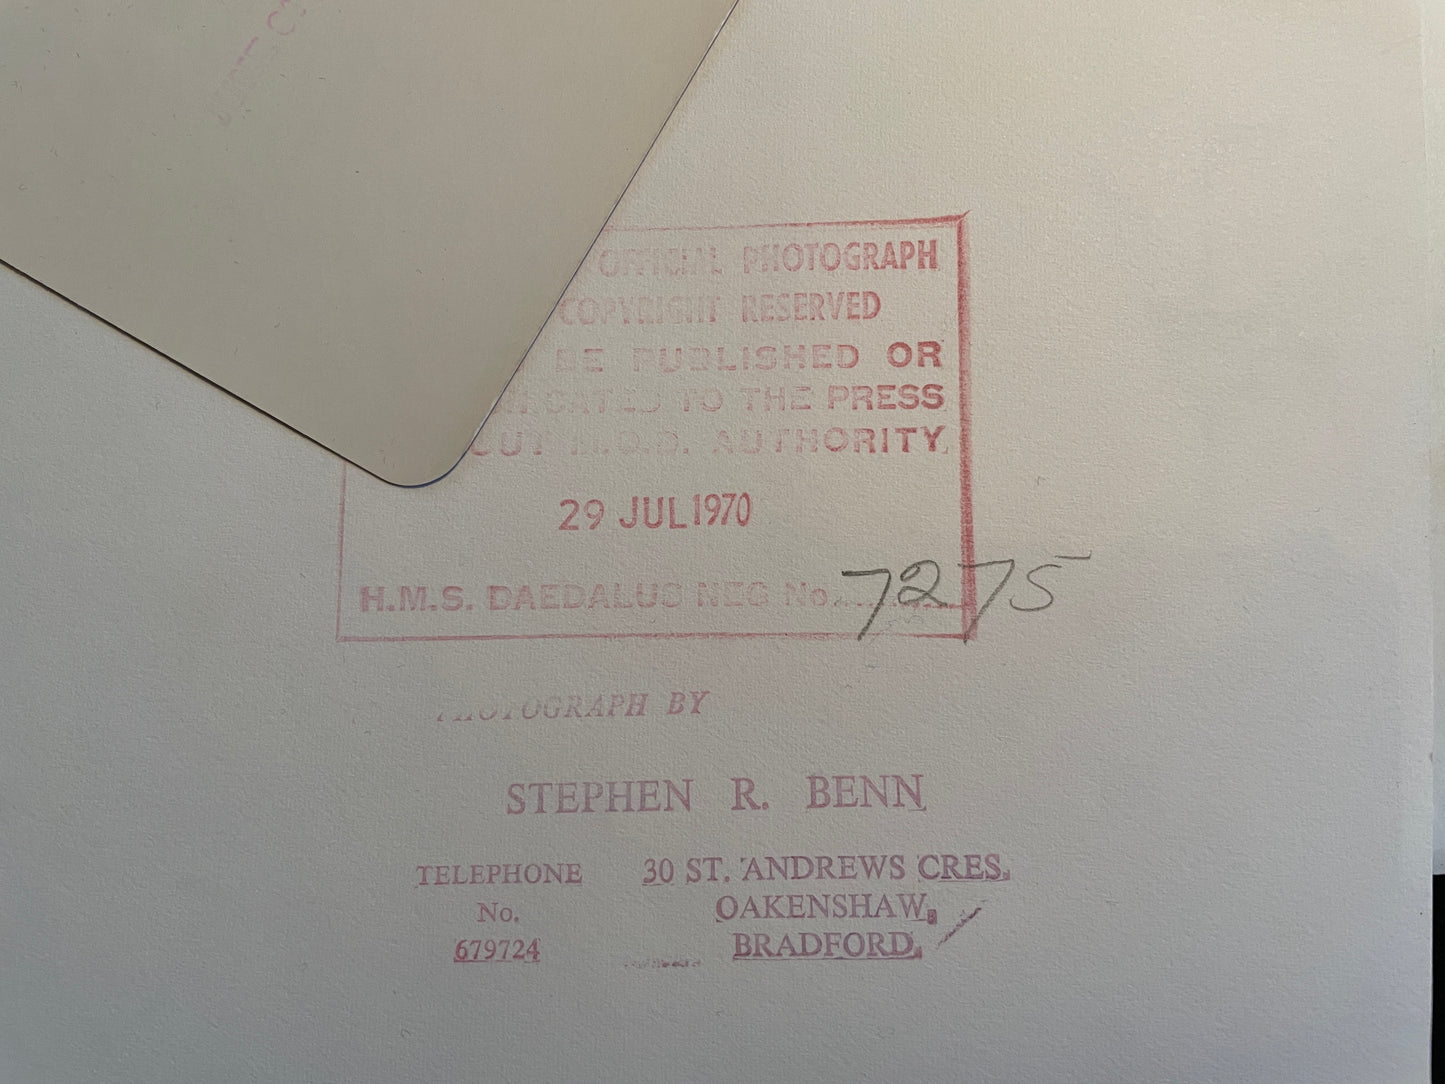 OFFICIAL PHOTOGRAPH
COPYRIGHT RESERVED
BE PUBLISHED OR
TO THE PRESS
OUT M.O.D. AUTHORITY.
29 JUL 1970
H.M.S. DAEDALUS NEG No. 7275
PHOTOGRAPH BY
STEPHEN R. BENN
TELEPHONE 30 ST. ANDREWS CRES.
No. OAKENSHAW,
679724 BRADFORD.